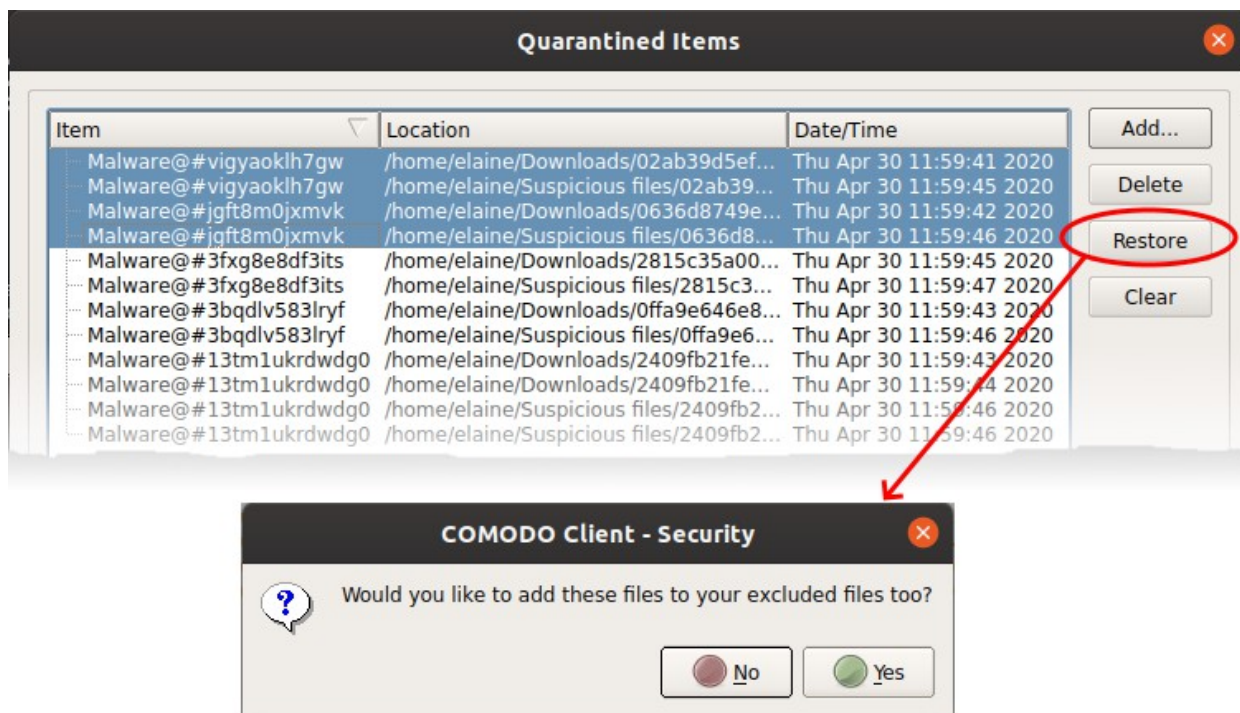 Quarantined Items
Item Location Date/Time Add...
Malware@#vigyaoklh7gw /home/elaine/Downloads/02ab39d5ef... Thu Apr 30 11:59:41 2020
Malware@#vigyaoklh7gw /home/elaine/Suspicious files/02ab39... Thu Apr 30 11:59:45 2020 Delete
Malware@#jgft8m0jxmvk /home/elaine/Downloads/0636d8749e... Thu Apr 30 11:59:42 2020
Malware@#jgft8m0jxmvk /home/elaine/Suspicious files/0636d8... Thu Apr 30 11:59:46 2020 Restore
Malware@#3fxg8e8df3its /home/elaine/Downloads/2815c35a00... Thu Apr 30 11:59:45 2020
Malware@#3fxg8e8df3its /home/elaine/Suspicious files/2815c3... Thu Apr 30 11:59:47 2020 Clear
Malware@#3bqdlv583lryf /home/elaine/Downloads/0ffa9e646e8... Thu Apr 30 11:59:43 2020
Malware@#3bqdlv583lryf /home/elaine/Suspicious files/0ffa9e6... Thu Apr 30 11:59:46 2020
Malware@#13tm1ukrdwdg0 /home/elaine/Downloads/2409fb21fe... Thu Apr 30 11:59:43 2020
Malware@#13tm1ukrdwdg0 /home/elaine/Downloads/2409fb21fe... Thu Apr 30 11:59:44 2020
Malware@#13tm1ukrdwdg0 /home/elaine/Suspicious files/2409fb2... Thu Apr 30 11:59:46 2020
Malware@#13tm1ukrdwdg0 /home/elaine/Suspicious files/2409fb2... Thu Apr 30 11:59:46 2020
COMODO Client - Security
Would you like to add these files to your excluded files too?
No Yes